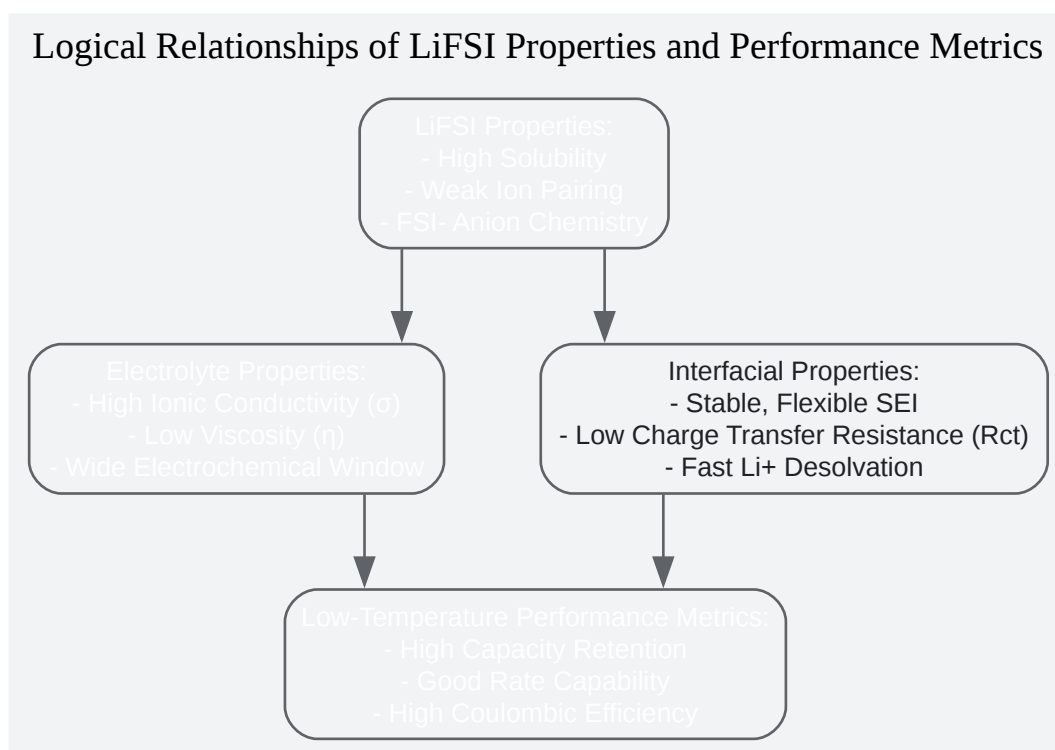 Logical Relationships of LiFSI Properties and Performance Metrics
LiFSI Properties:
- High Solubility
- Weak Ion Pairing
- FSI- Anion Chemistry
Electrolyte Properties:
- High Ionic Conductivity (σ)
- Low Viscosity (η)
- Wide Electrochemical Window
Interfacial Properties:
- Stable, Flexible SEI
- Low Charge Transfer Resistance (Rct)
- Fast Li+ Desolvation
Low-Temperature Performance Metrics:
- High Capacity Retention
- Good Rate Capability
- High Coulombic Efficiency